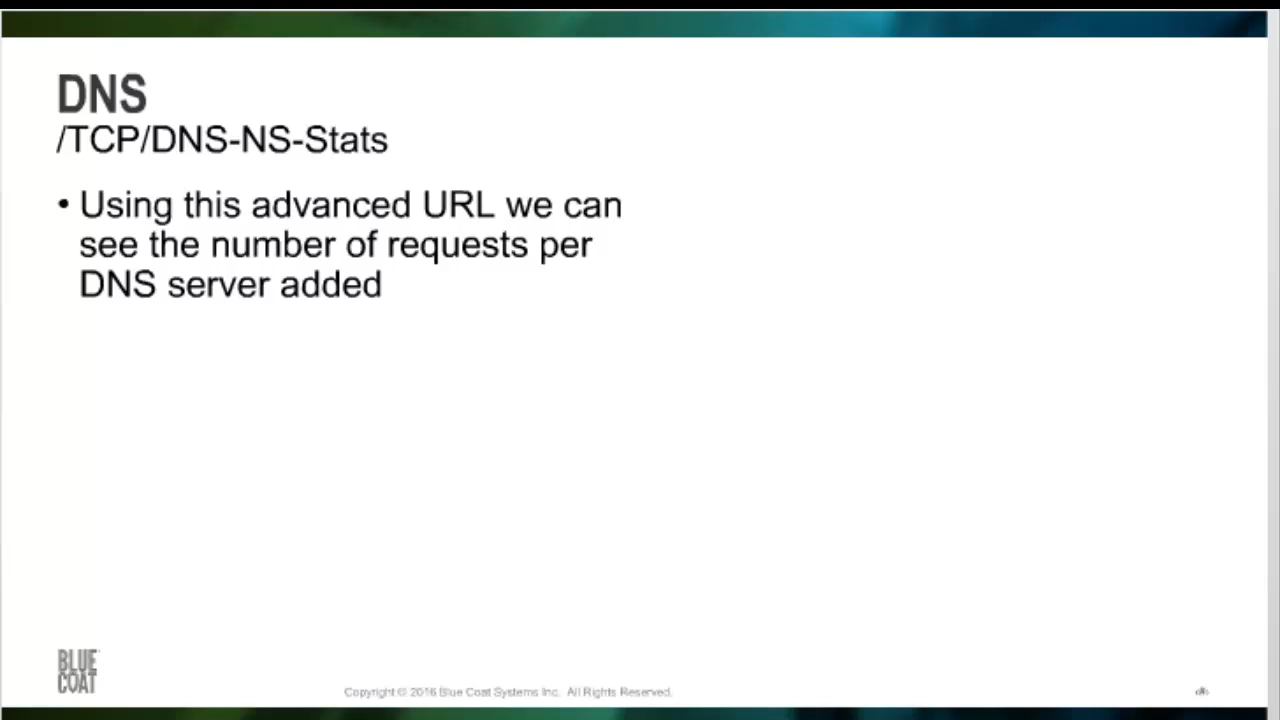 DNS
/TCP/DNS-NS-Stats
• Using this advanced URL we can
see the number of requests per
DNS server added
BLUE
COAT
Copyright © 2016 Blue Coat Systems Inc. All Rights Reserved.